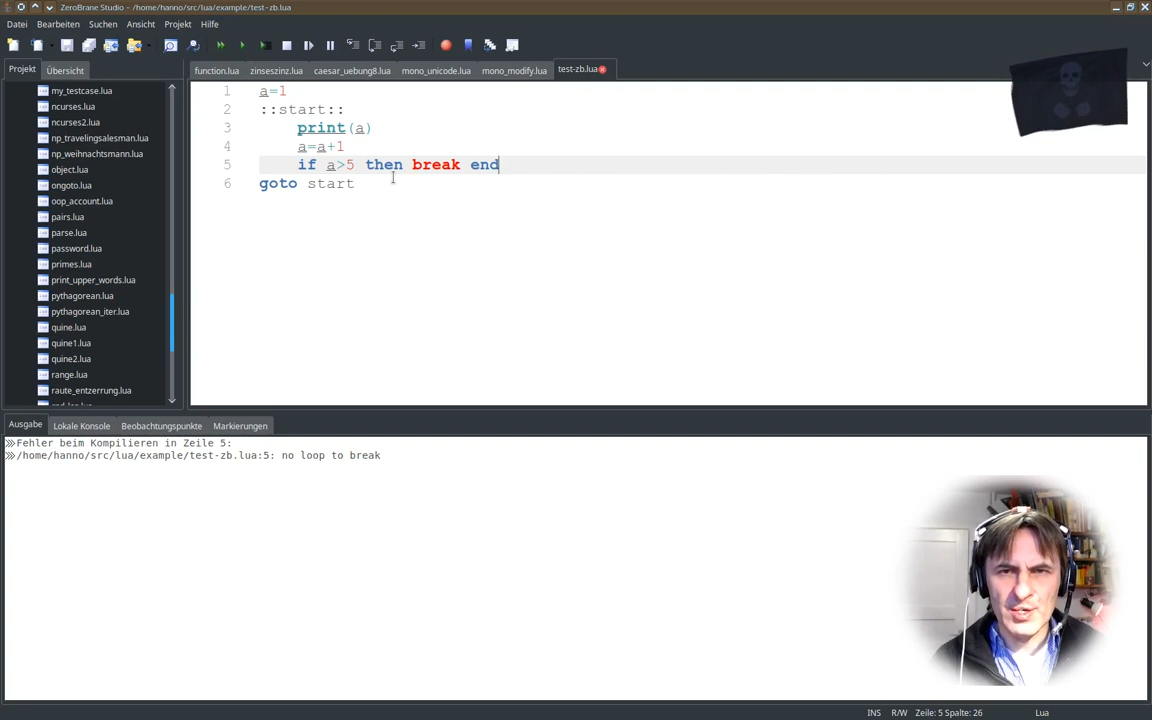 ZeroBrane Studio - /home/hanno/src/lua/example/test-zb.lua
Datei Bearbeiten Suchen Ansicht Projekt Hilfe
Projekt Übersicht
function.lua zinseszinz.lua caesar_uebung8.lua mono_unicode.lua mono_modify.lua test-zb.lua
my_testcase.lua
ncurses.lua
ncurses2.lua
np_travelingsalesman.lua
np_weihnachtsmann.lua
object.lua
ongoto.lua
oop_account.lua
pairs.lua
parse.lua
password.lua
primes.lua
print_upper_words.lua
pythagorean.lua
pythagorean_iter.lua
quine.lua
quine1.lua
quine2.lua
range.lua
raute_entzerrung.lua
1 a=1
2 ::start::
3 print(a)
4 a=a+1
5 if a>5 then break end
6 goto start
Ausgabe Lokale Konsole Beobachtungspunkte Markierungen
Fehler beim Kompilieren in Zeile 5:
/home/hanno/src/lua/example/test-zb.lua:5: no loop to break
INS R/W Zeile: 5 Spalte: 26 Lua